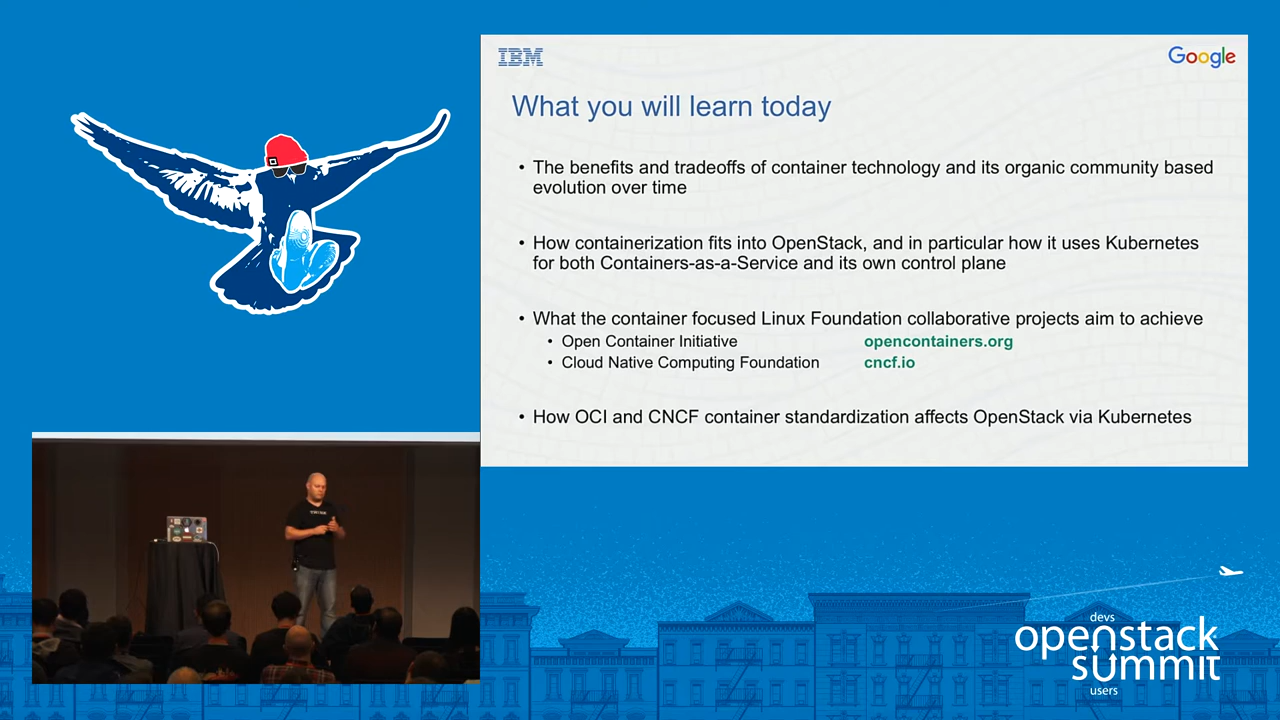 IBM
Google
What you will learn today
• The benefits and tradeoffs of container technology and its organic community based
evolution over time
• How containerization fits into OpenStack, and in particular how it uses Kubernetes
for both Containers-as-a-Service and its own control plane
• What the container focused Linux Foundation collaborative projects aim to achieve
• Open Container Initiative opencontainers.org
• Cloud Native Computing Foundation cncf.io
• How OCI and CNCF container standardization affects OpenStack via Kubernetes
devs
openstack
summit
users